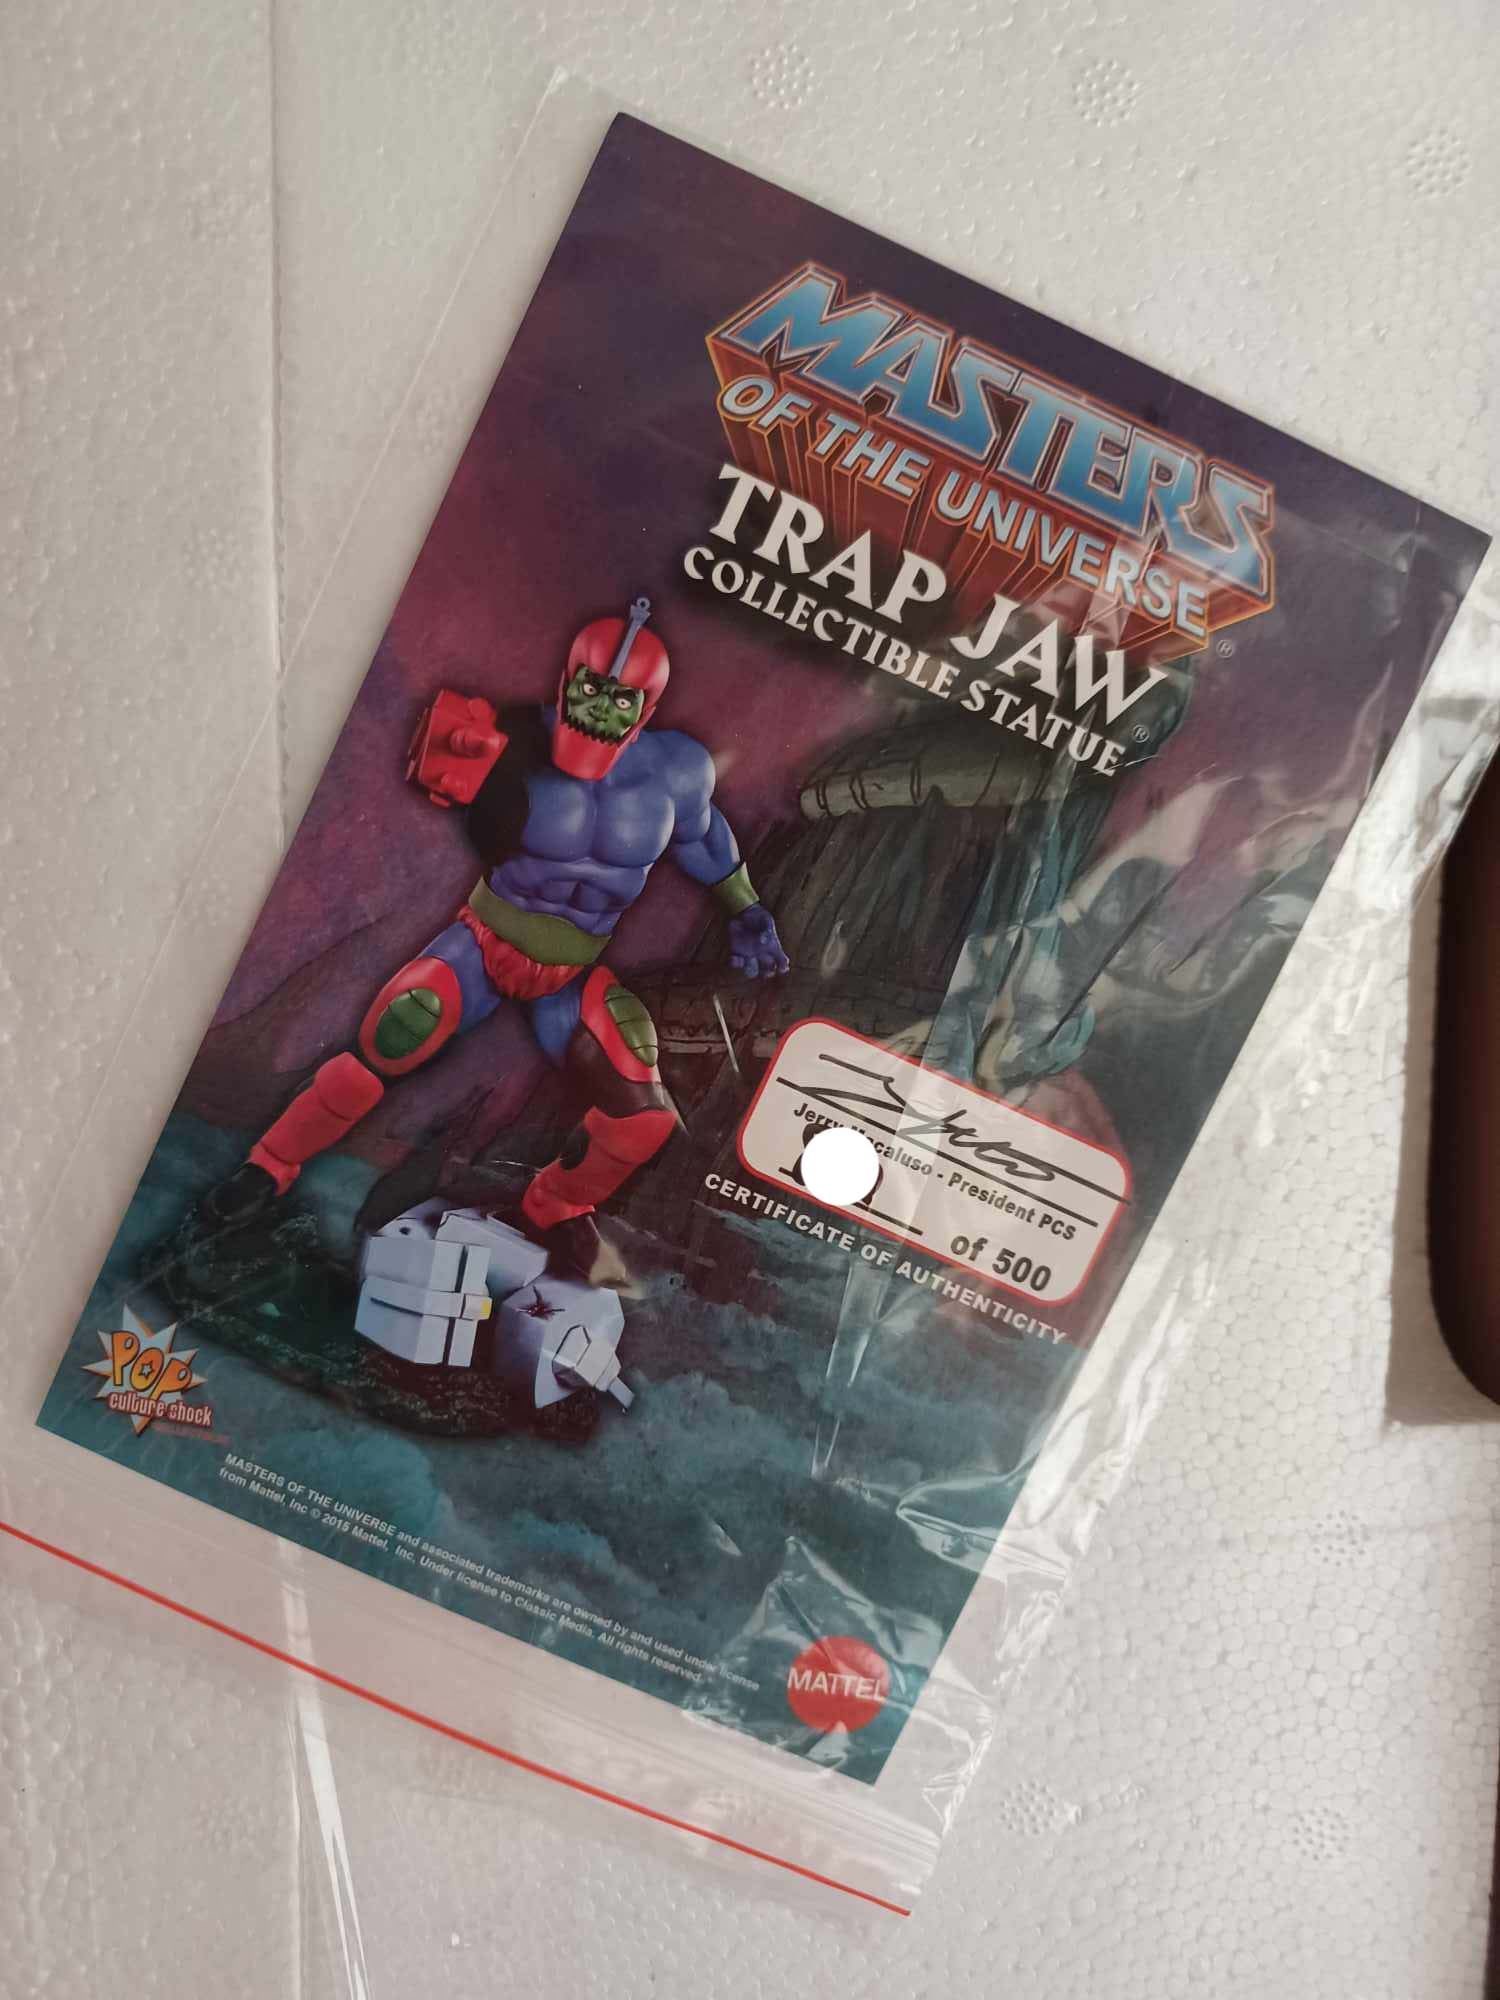 MASTERS
OF THE UNIVERSE ®
TRAP JAW ®
COLLECTIBLE STATUE
Jerry Macaluso - President PCS
of 500
CERTIFICATE OF AUTHENTICITY
POP
culture shock
MASTERS OF THE UNIVERSE and associated trademarks are owned by and used under license
from Mattel, Inc © 2015 Mattel, Inc. Under license to Classic Media. All rights reserved.
MATTEL